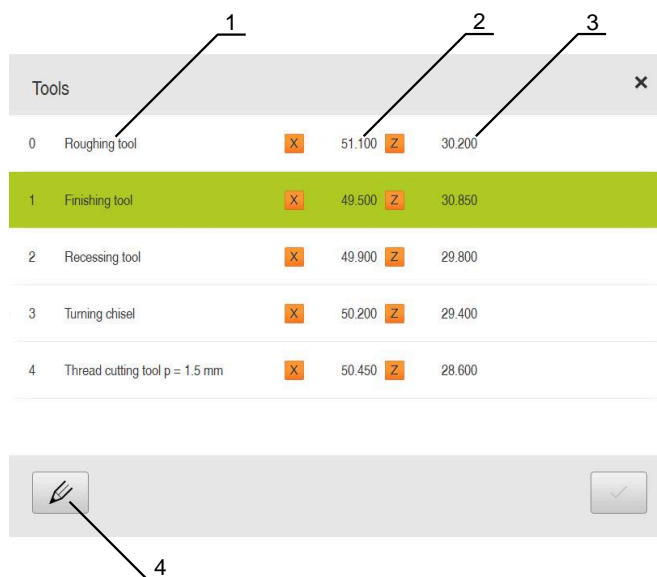 1 2 3
Tools ×
0 Roughing tool X 51.100 Z 30.200
1 Finishing tool X 49.500 Z 30.850
2 Recessing tool X 49.900 Z 29.800
3 Turning chisel X 50.200 Z 29.400
4 Thread cutting tool p = 1.5 mm X 50.450 Z 28.600
4